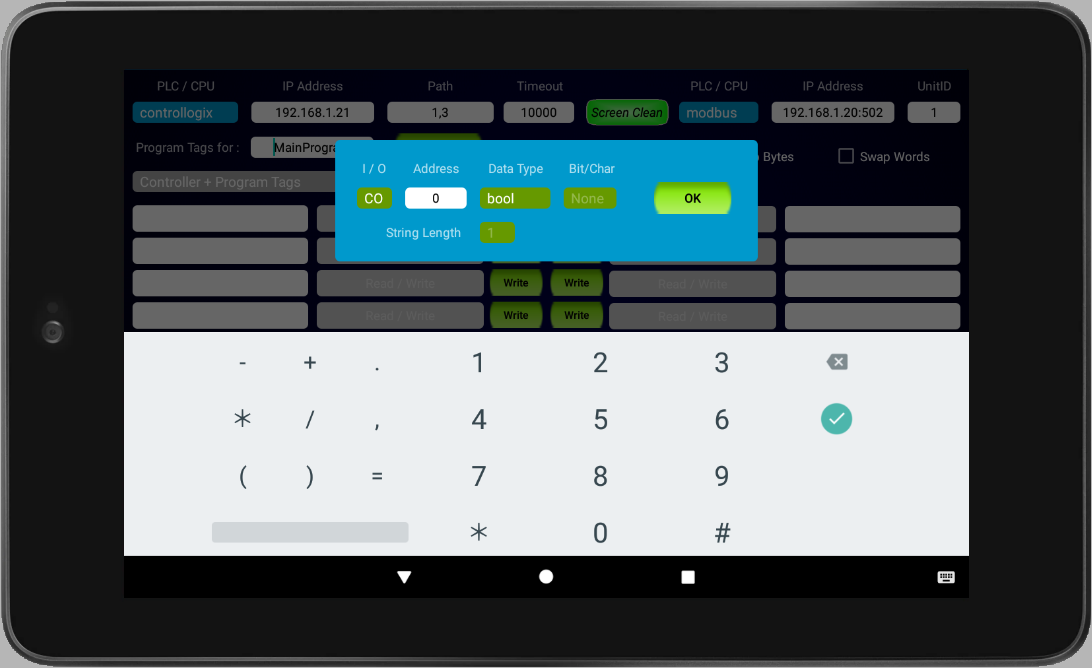 PLC / CPU IP Address Path Timeout PLC / CPU IP Address UnitID
controllogix 192.168.1.21 1,3 10000 Screen Clean modbus 192.168.1.20:502 1
Program Tags for : MainProgra Bytes Swap Words
I / O Address Data Type Bit/Char
Controller + Program Tags
CO 0 bool None OK
String Length 1
Read / Write Write Write Read / Write
Read / Write Write Write Read / Write
- + . 1 2 3
* / , 4 5 6
( ) = 7 8 9
* 0 #